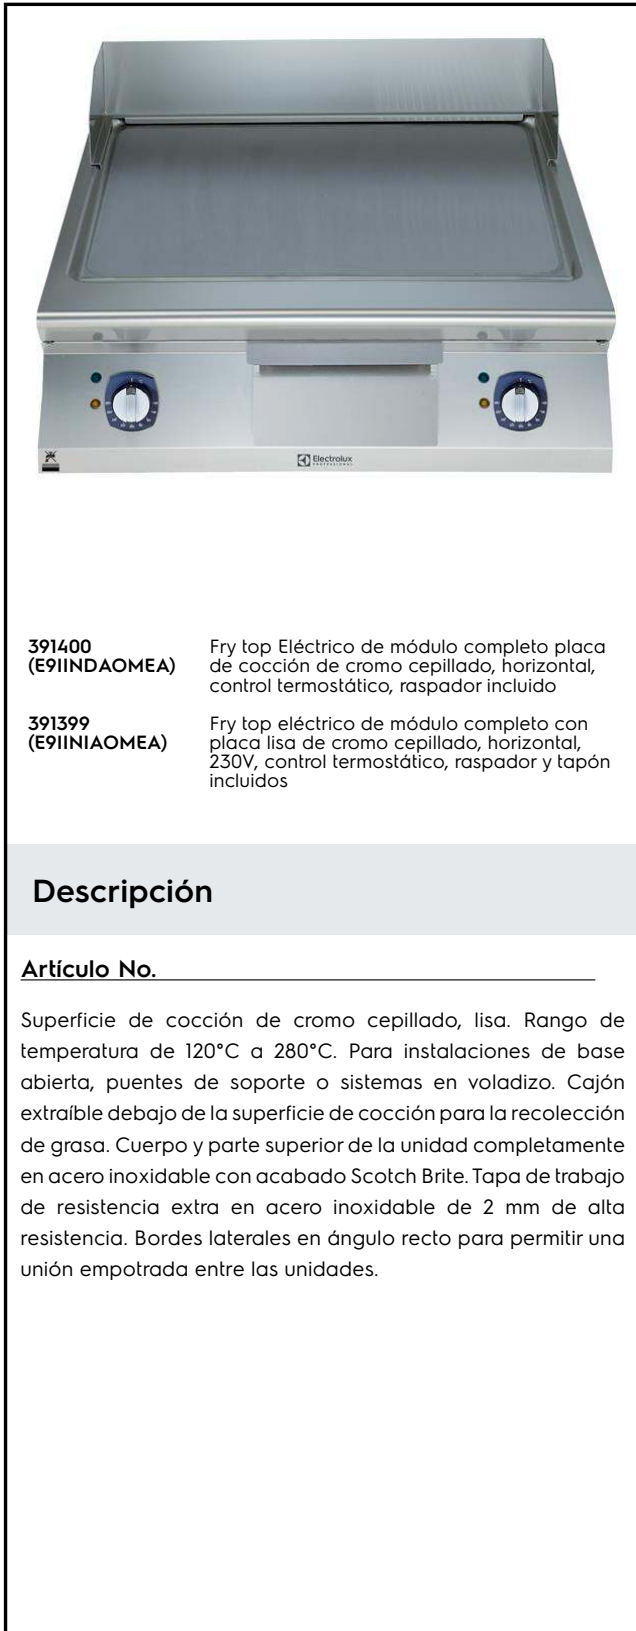 Electrolux
PROFESSIONAL
391400
(E9IINDAOMEA)
Fry top Eléctrico de módulo completo placa
de cocción de cromo cepillado, horizontal,
control termostático, raspador incluido
391399
(E9IINIAOMEA)
Fry top eléctrico de módulo completo con
placa lisa de cromo cepillado, horizontal,
230V, control termostático, raspador y tapón
incluidos
Descripción
Artículo No.
Superficie de cocción de cromo cepillado, lisa. Rango de
temperatura de 120°C a 280°C. Para instalaciones de base
abierta, puentes de soporte o sistemas en voladizo. Cajón
extraíble debajo de la superficie de cocción para la recolección
de grasa. Cuerpo y parte superior de la unidad completamente
en acero inoxidable con acabado Scotch Brite. Tapa de trabajo
de resistencia extra en acero inoxidable de 2 mm de alta
resistencia. Bordes laterales en ángulo recto para permitir una
unión empotrada entre las unidades.